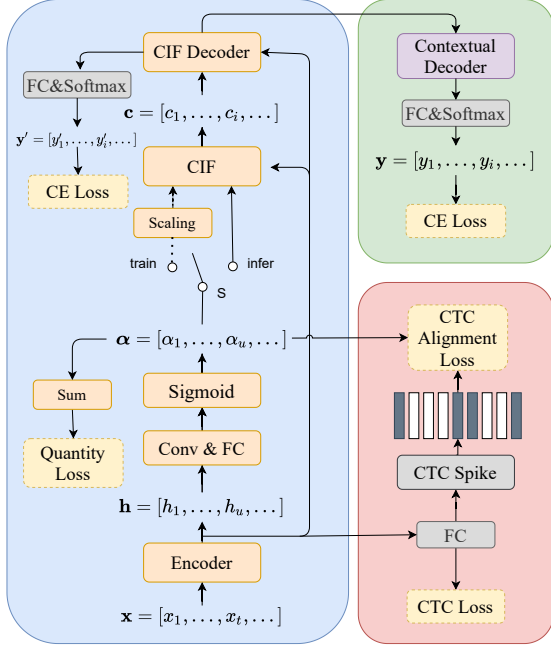 CIF Decoder
FC&Softmax
c = [c₁, . . . , cᵢ, . . .]
y′ = [y′₁, . . . , y′ᵢ, . . .]
CIF
CE Loss
Scaling
train
infer
S
α = [α₁, . . . , αᵤ, . . .]
Sum
Sigmoid
Quantity
Loss
Conv & FC
h = [h₁, . . . , hᵤ, . . .]
Encoder
x = [x₁, . . . , xₜ, . . .]
Contextual
Decoder
FC&Softmax
y = [y₁, . . . , yᵢ, . . .]
CE Loss
CTC
Alignment
Loss
CTC Spike
FC
CTC Loss